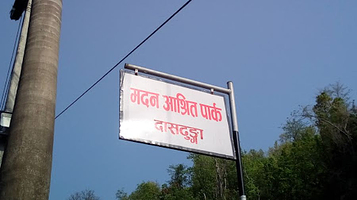 मदन आश्रित पार्क
दासढुङ्गा